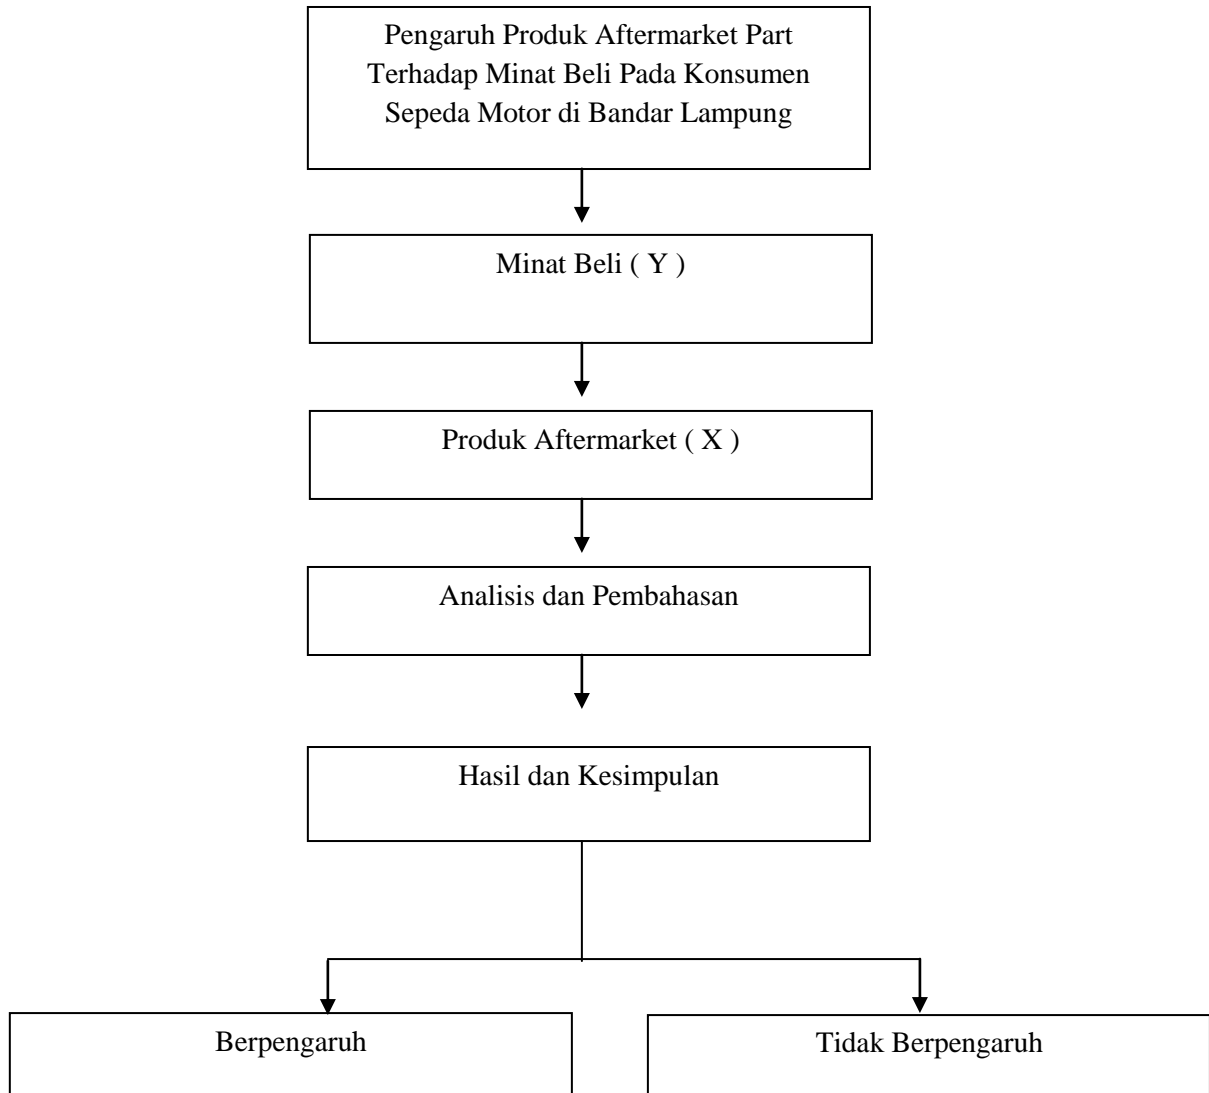 Pengaruh Produk Aftermarket Part
Terhadap Minat Beli Pada Konsumen
Sepeda Motor di Bandar Lampung
Minat Beli ( Y )
Produk Aftermarket ( X )
Analisis dan Pembahasan
Hasil dan Kesimpulan
Berpengaruh
Tidak Berpengaruh